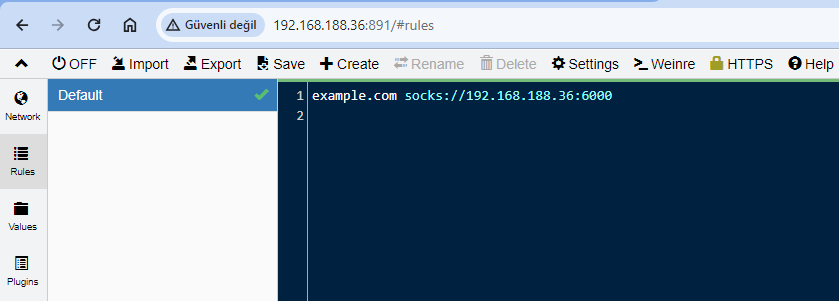 Güvenli değil 192.168.188.36:891/#rules
OFF Import Export Save Create Rename Delete Settings Weinre HTTPS Help
Network
Rules
Values
Plugins
Default
1 example.com socks://192.168.188.36:6000
2